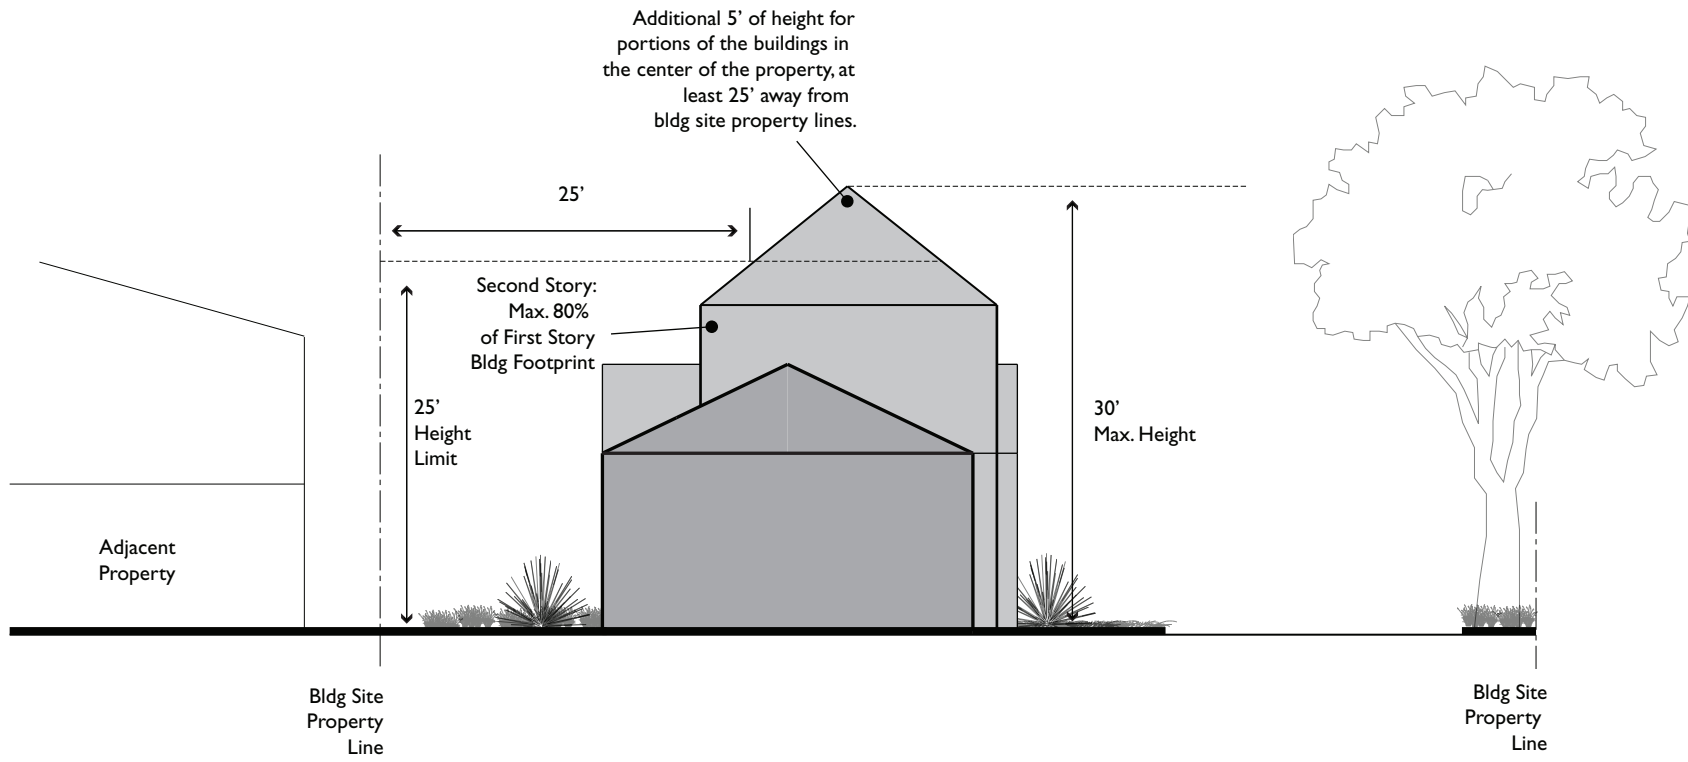 Additional 5’ of height for
portions of the buildings in
the center of the property, at
least 25’ away from
bldg site property lines.
25’
Second Story:
Max. 80%
of First Story
Bldg Footprint
25’
Height
Limit
30’
Max. Height
Adjacent
Property
Bldg Site
Property
Line
Bldg Site
Property
Line